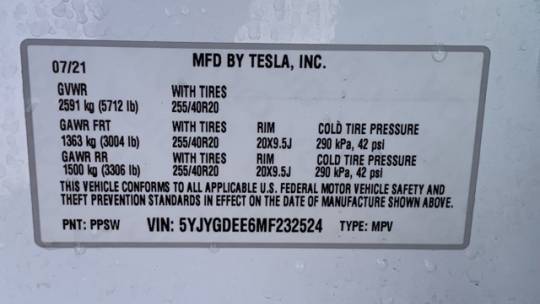 07/21 MFD BY TESLA, INC.
GVWR WITH TIRES
2591 kg (5712 lb) 255/40R20
GAWR FRT WITH TIRES RIM COLD TIRE PRESSURE
1363 kg (3004 lb) 255/40R20 20X9.5J 290 kPa, 42 psi
GAWR RR WITH TIRES RIM COLD TIRE PRESSURE
1500 kg (3306 lb) 255/40R20 20X9.5J 290 kPa, 42 psi
THIS VEHICLE CONFORMS TO ALL APPLICABLE U.S. FEDERAL MOTOR VEHICLE SAFETY AND
THEFT PREVENTION STANDARDS IN EFFECT ON THE DATE OF MANUFACTURE SHOWN ABOVE.
PNT: PPSW VIN: 5YJYGDEE6MF232524 TYPE: MPV